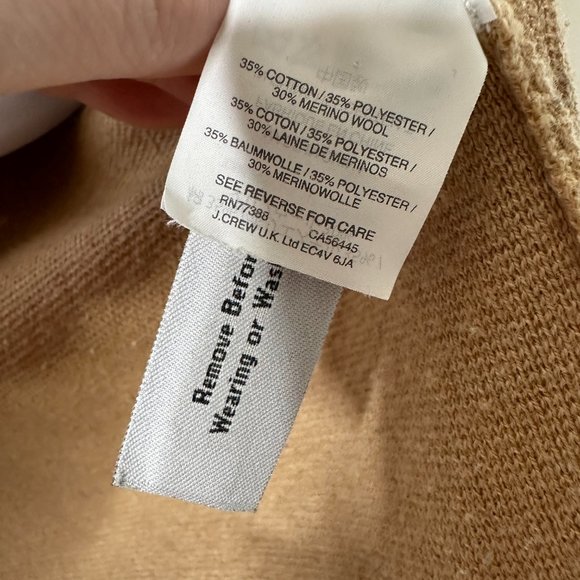 35% COTTON / 35% POLYESTER /
30% MERINO WOOL
35% COTON / 35% POLYESTER /
30% LAINE DE MERINOS
35% BAUMWOLLE / 35% POLYESTER /
30% MERINOWOLLE
SEE REVERSE FOR CARE
RN77388 CA56445
J.CREW U.K. Ltd EC4V 6JA
Remove Before
Wearing or Was